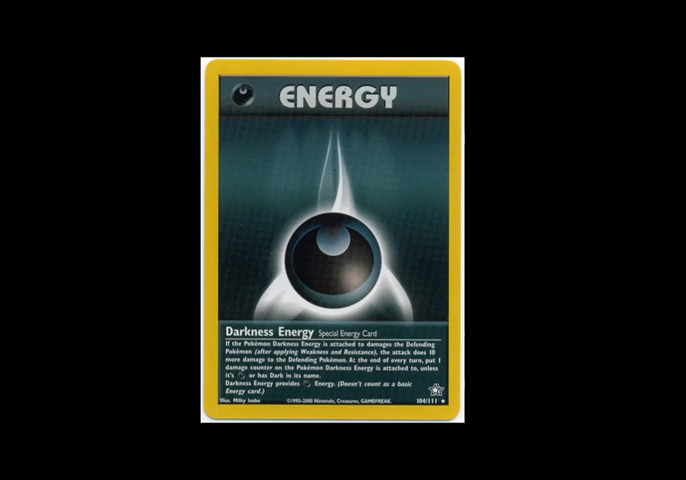 ENERGY
Darkness Energy Special Energy Card
If the Pokémon Darkness Energy is attached to damages the Defending
Pokémon (after applying Weakness and Resistance), the attack does 10
more damage to the Defending Pokémon. At the end of every turn, put 1
damage counter on the Pokémon Darkness Energy is attached to, unless
it's or has Dark in its name.
Darkness Energy provides Energy. (Doesn't count as a basic
Energy card.)
Illus. Milky Isobe ©1995-2000 Nintendo, Creatures, GAMEFREAK. 104/111 ★